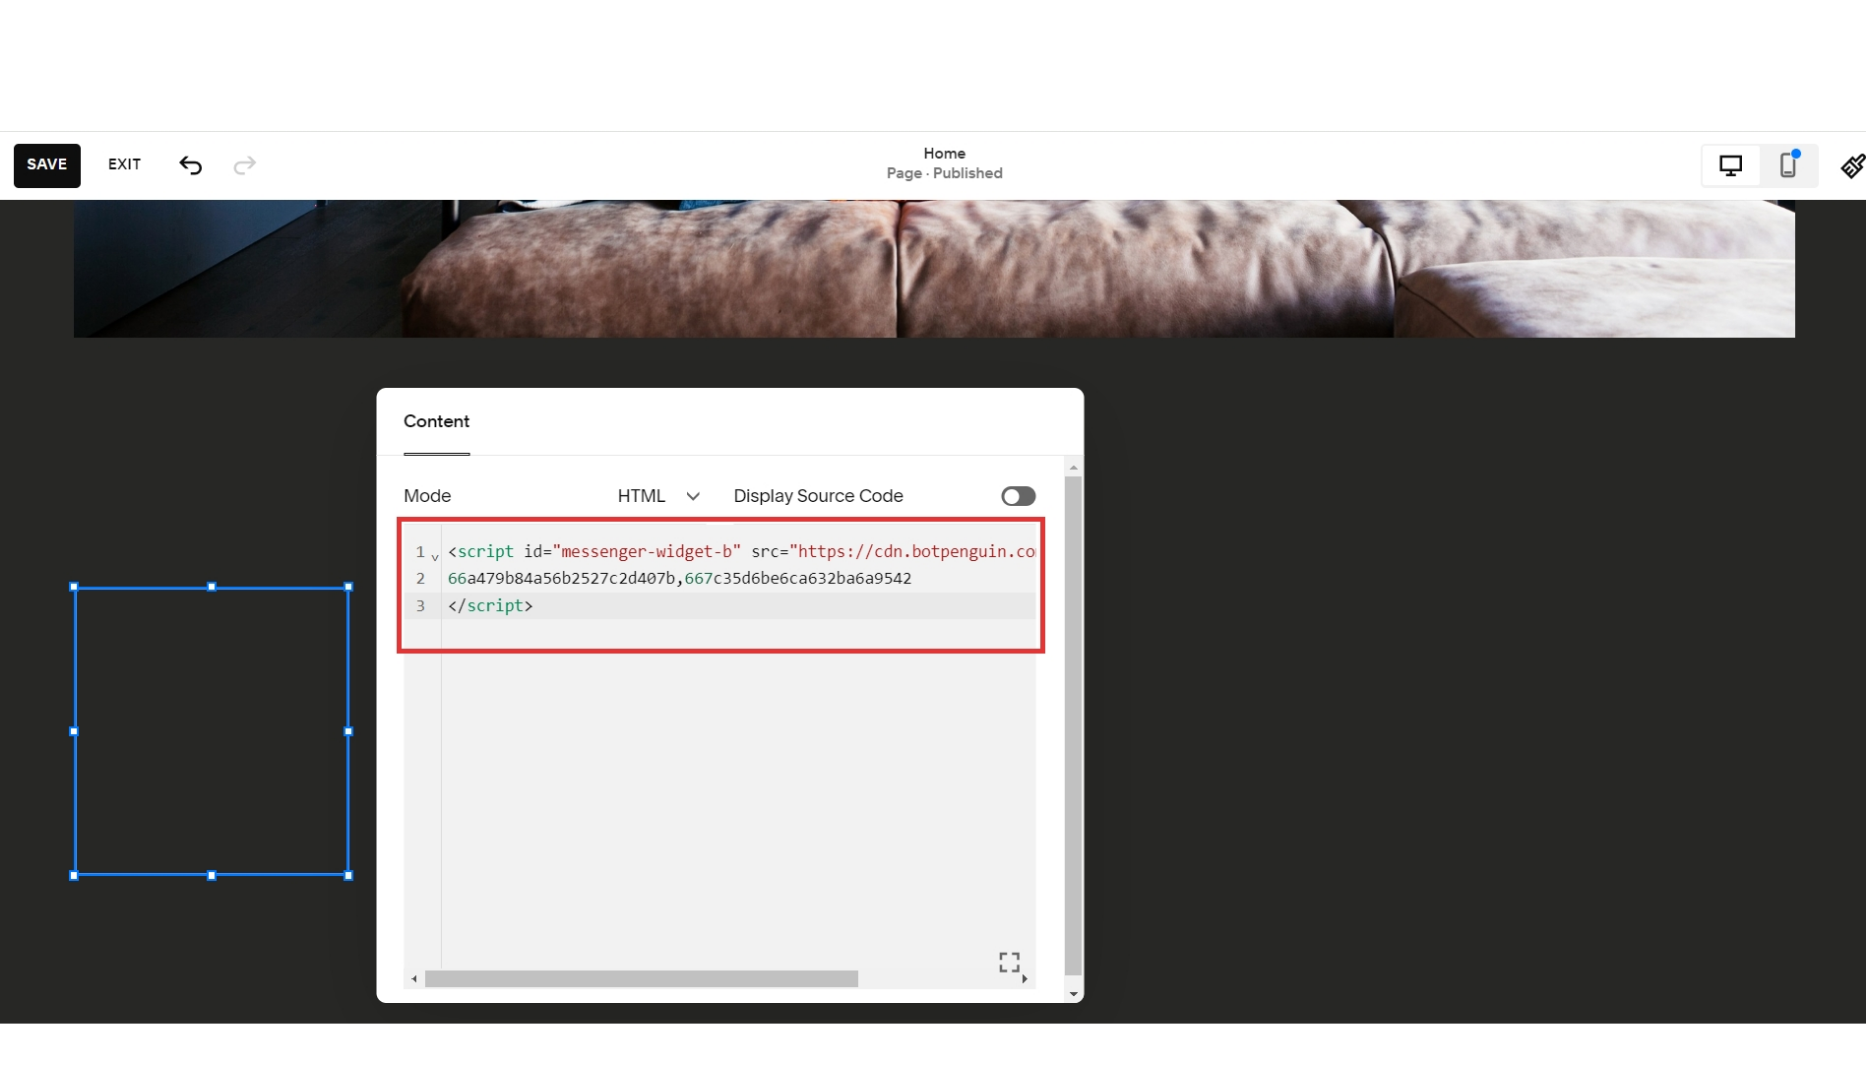 SAVE EXIT
Home
Page · Published
Content
Mode HTML Display Source Code
1 <script id="messenger-widget-b" src="https://cdn.botpenguin.co
2 66a479b84a56b2527c2d407b,667c35d6be6ca632ba6a9542
3 </script>